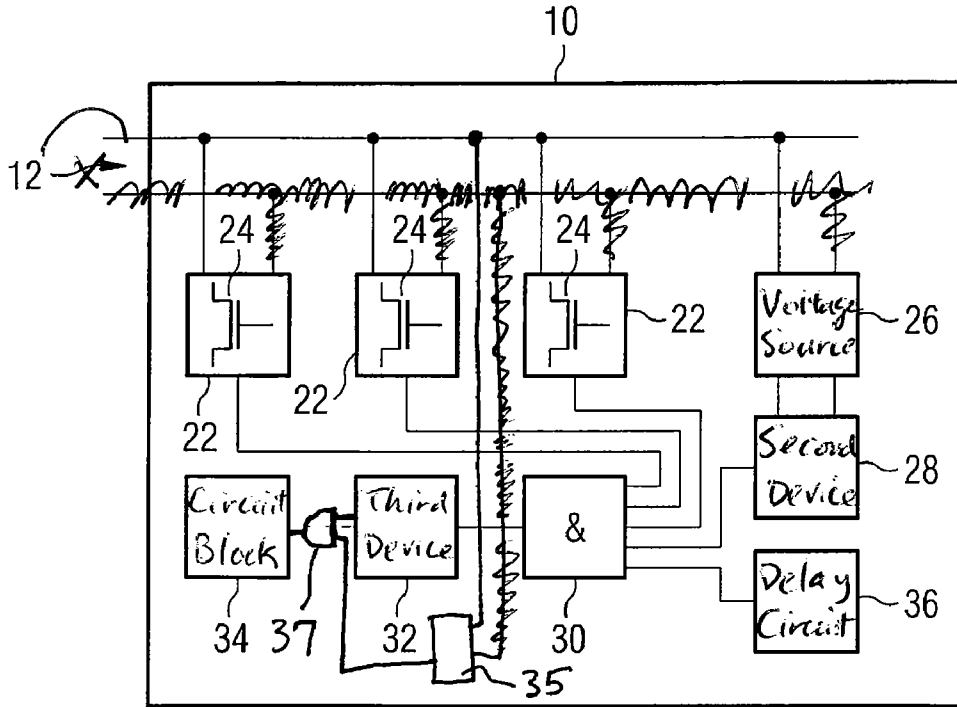 10
12
24
24
24
22
22
22
Voltage
Source
26
Second
Device
28
Circuit
Block
34
37
Third
Device
32
&
30
Delay
Circuit
36
35